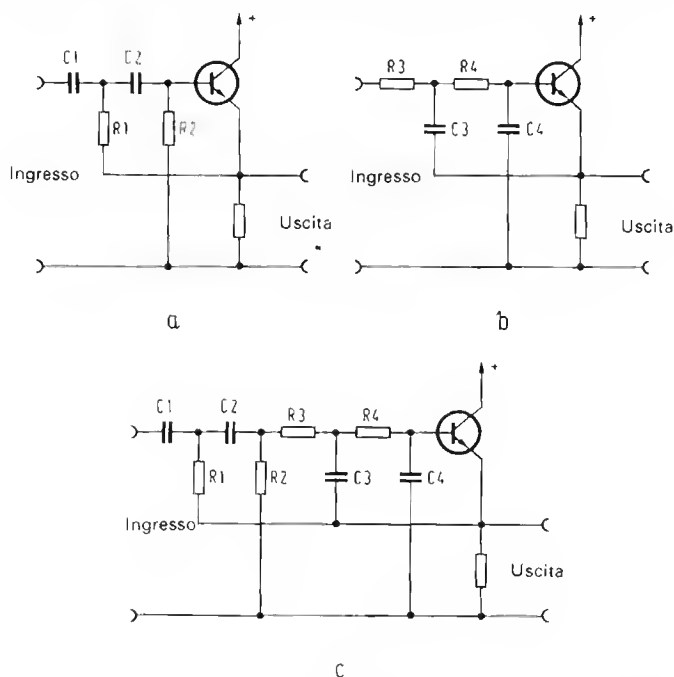 +
C1 C2
R1 R2
Ingresso
Uscita
a
+
R3 R4
C3 C4
Ingresso
Uscita
b
+
C1 C2 R3 R4
R1 R2 C3 C4
Ingresso
Uscita
c